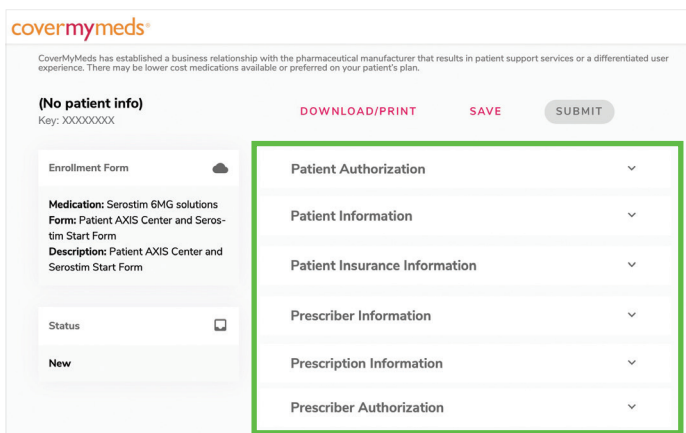 covermymeds®
CoverMyMeds has established a business relationship with the pharmaceutical manufacturer that results in patient support services or a differentiated user
experience. There may be lower cost medications available or preferred on your patient's plan.
(No patient info)
Key: XXXXXXXX
DOWNLOAD/PRINT SAVE SUBMIT
Enrollment Form
Medication: Serostim 6MG solutions
Form: Patient AXIS Center and Seros-
tim Start Form
Description: Patient AXIS Center and
Serostim Start Form
Status
New
Patient Authorization
Patient Information
Patient Insurance Information
Prescriber Information
Prescription Information
Prescriber Authorization